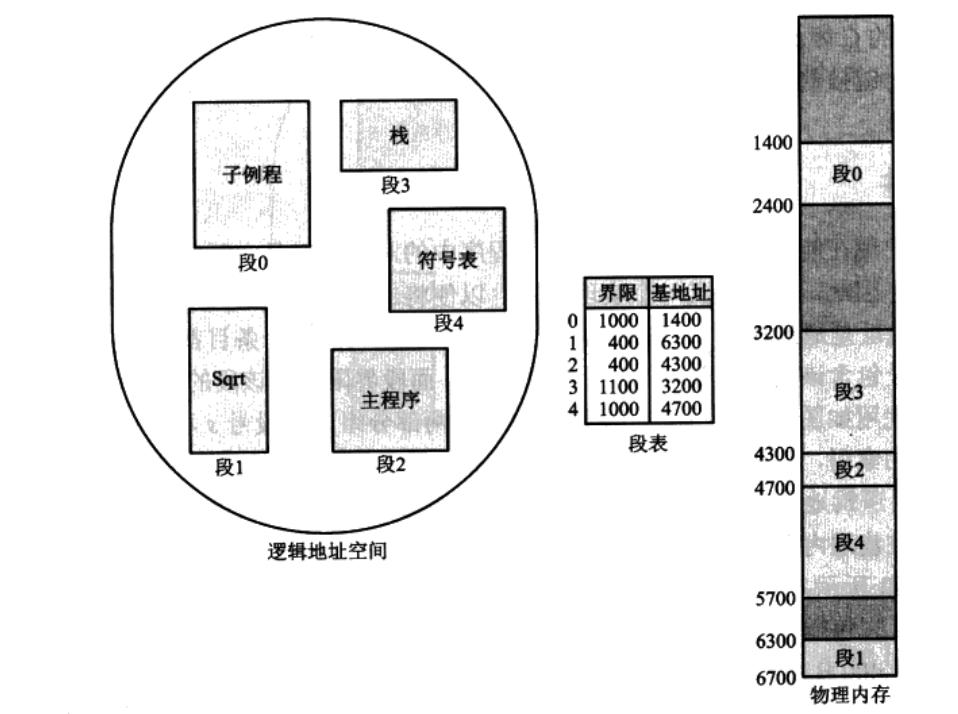 子例程
段0
栈
段3
符号表
段4
Sqrt
段1
主程序
段2
逻辑地址空间
界限 基地址
0 1000 1400
1 400 6300
2 400 4300
3 1100 3200
4 1000 4700
段表
1400
段0
2400
3200
段3
4300
段2
4700
段4
5700
6300
段1
6700
物理内存